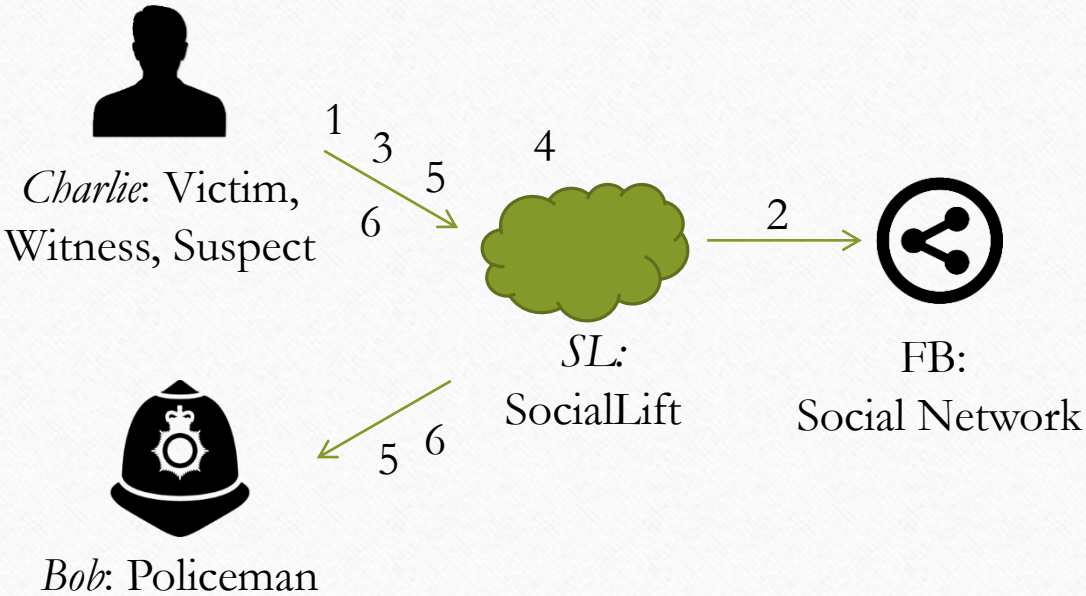 1
3
5
6
4
2
Charlie: Victim,
Witness, Suspect
SL:
SocialLift
FB:
Social Network
5
6
Bob: Policeman